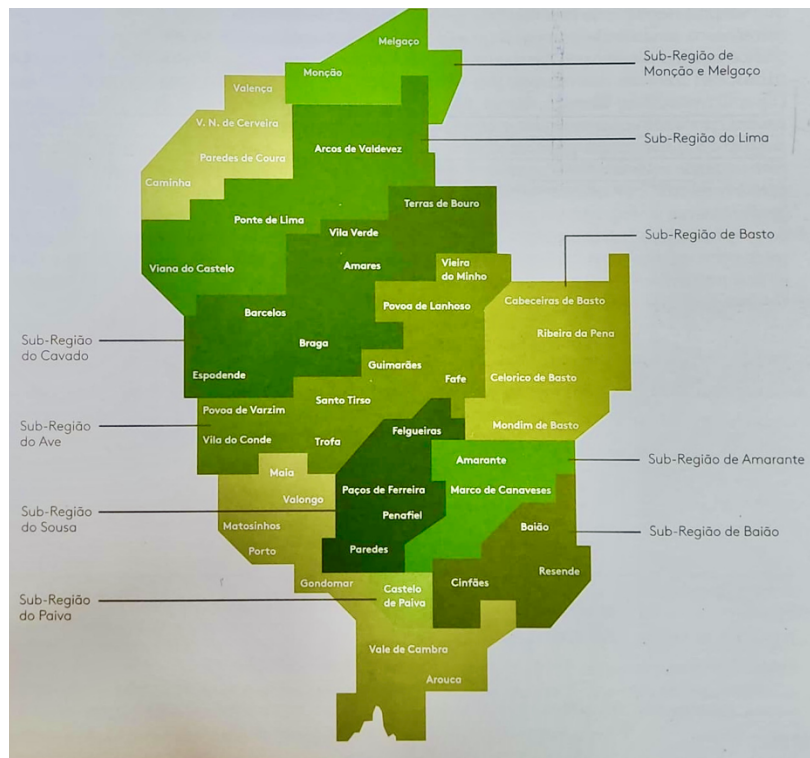 Melgaço
Monção
Sub-Região de
Monção e Melgaço
Valença
V. N. de Cerveira
Paredes de Coura
Caminha
Arcos de Valdevez
Sub-Região do Lima
Terras de Bouro
Ponte de Lima
Vila Verde
Sub-Região de Basto
Viana do Castelo
Amares
Vieira
do Minho
Cabeceiras de Basto
Povoa de Lanhoso
Barcelos
Ribeira da Pena
Sub-Região
do Cavado
Braga
Guimarães
Espodende
Fafe
Celorico de Basto
Santo Tirso
Povoa de Varzim
Sub-Região
do Ave
Vila do Conde
Trofa
Felgueiras
Mondim de Basto
Amarante
Sub-Região de Amarante
Maia
Valongo
Paços de Ferreira
Marco de Canaveses
Sub-Região
do Sousa
Matosinhos
Penafiel
Baião
Sub-Região de Baião
Porto
Paredes
Resende
Gondomar
Castelo
de Paiva
Cinfães
Sub-Região
do Paiva
Vale de Cambra
Arouca